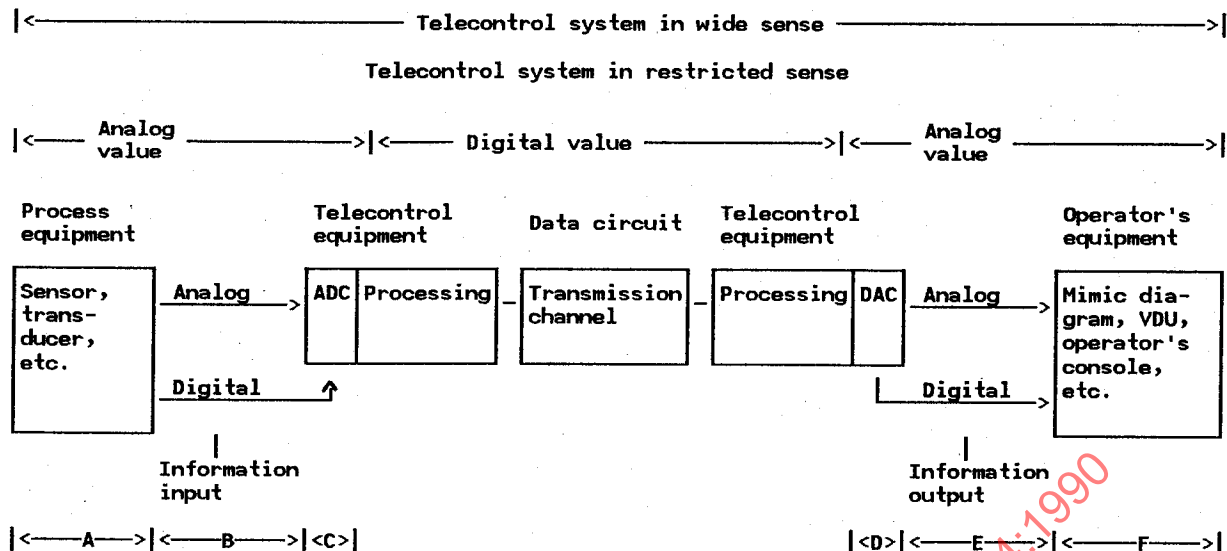 Telecontrol system in wide sense
Telecontrol system in restricted sense
Analog value
Digital value
Analog value
Process equipment
Telecontrol equipment
Data circuit
Telecontrol equipment
Operator's equipment
Sensor,
trans-
ducer,
etc.
Analog
ADC
Processing
Transmission
channel
Processing
DAC
Analog
Mimic dia-
gram, VDU,
operator's
console,
etc.
Digital
Digital
Information
input
Information
output
A
B
C
D
E
F
:1990